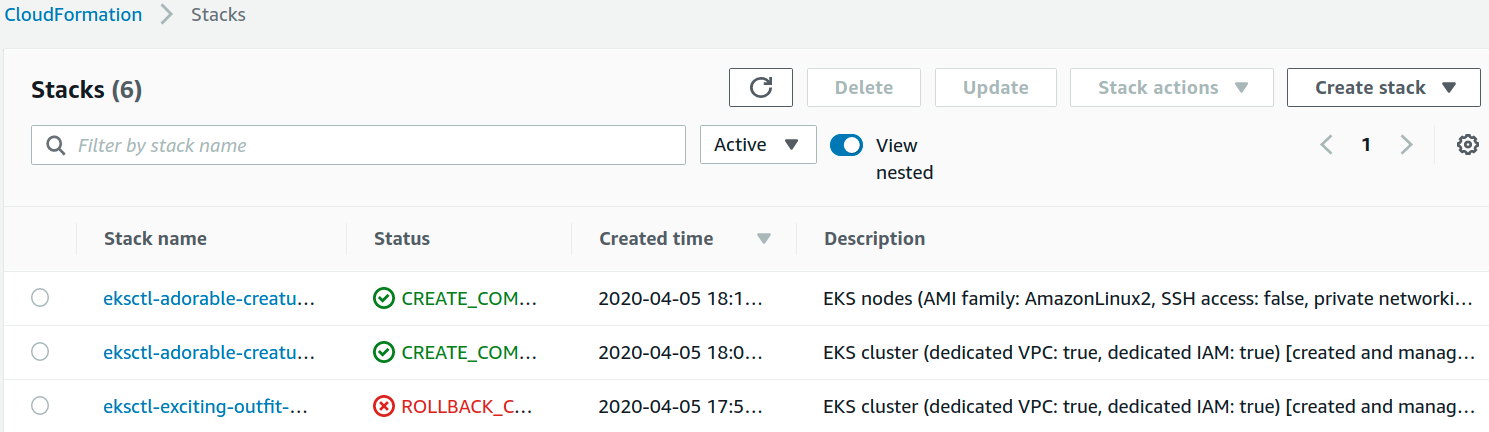 CloudFormation > Stacks
Stacks (6)
Delete
Update
Stack actions
Create stack
Filter by stack name
Active
View
nested
1
Stack name Status Created time Description
eksctl-adorable-creatu... CREATE_COM... 2020-04-05 18:1... EKS nodes (AMI family: AmazonLinux2, SSH access: false, private networki...
eksctl-adorable-creatu... CREATE_COM... 2020-04-05 18:0... EKS cluster (dedicated VPC: true, dedicated IAM: true) [created and manag...
eksctl-exciting-outfit-... ROLLBACK_C... 2020-04-05 17:5... EKS cluster (dedicated VPC: true, dedicated IAM: true) [created and manag...